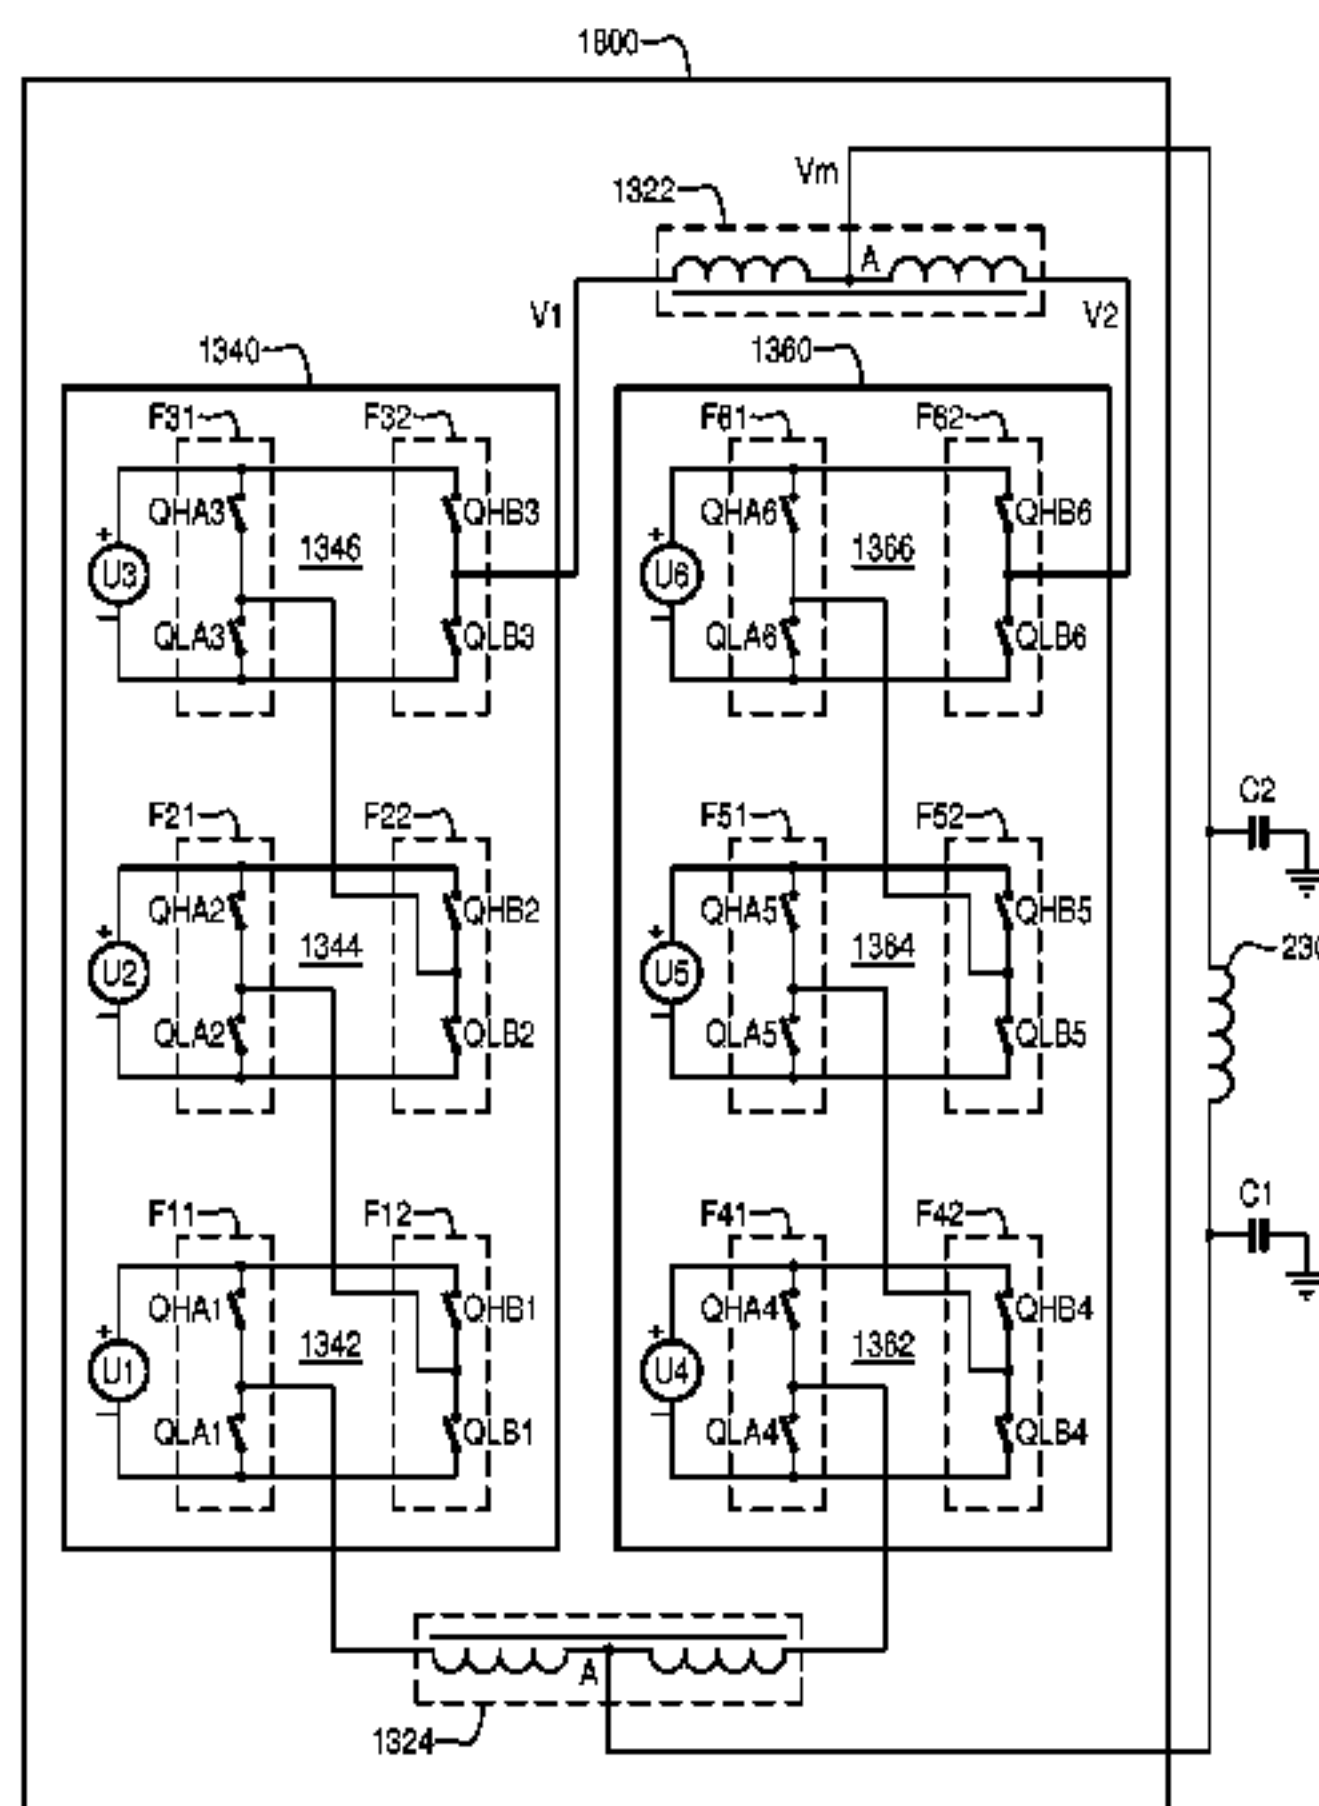 1800
Vm
1322
A
V1
V2
1340
1360
F31
F32
F61
F62
QHA3
QHB3
QHA6
QHB6
+
+
1346
1366
U3
U6
QLA3
QLB3
QLA6
QLB6
C2
F21
F22
F51
F52
QHA2
QHB2
QHA5
QHB5
+
+
1344
1364
230
U2
U5
QLA2
QLB2
QLA5
QLB5
C1
F11
F12
F41
F42
QHA1
QHB1
QHA4
QHB4
+
+
1342
1362
U1
U4
QLA1
QLB1
QLA4
QLB4
A
1324